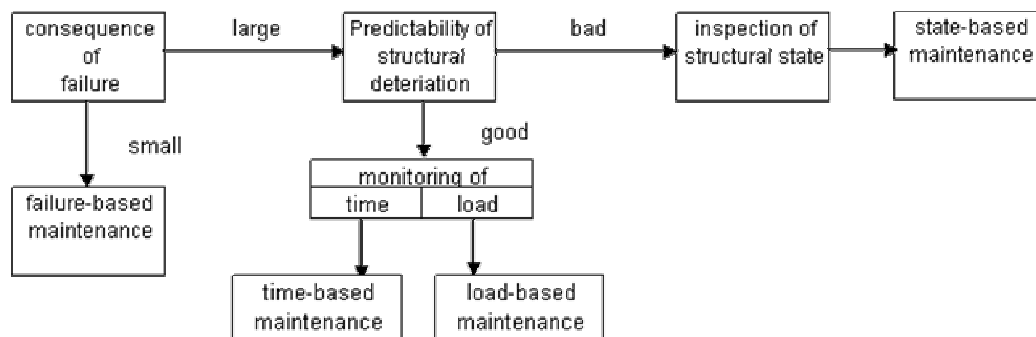 consequence
of
failure
large
Predictability of
structural
deteriation
bad
inspection of
structural state
state-based
maintenance
small
good
failure-based
maintenance
monitoring of
time
load
time-based
maintenance
load-based
maintenance